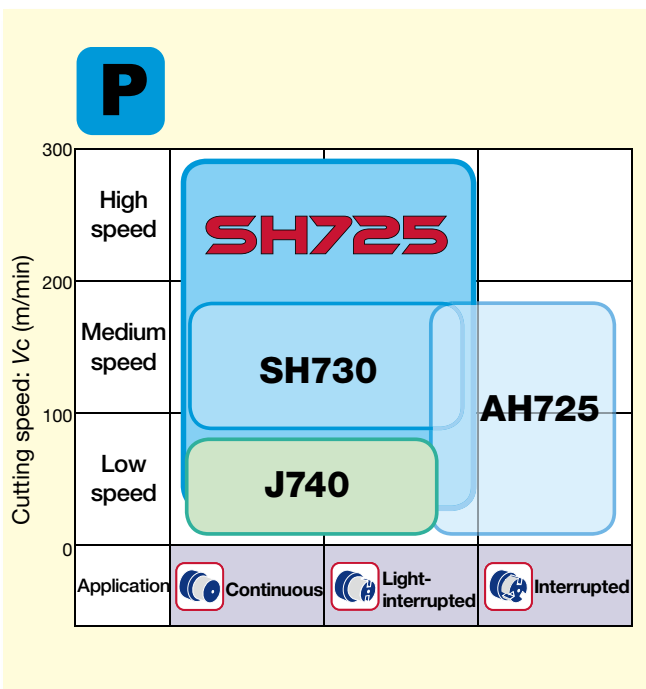 P
Cutting speed: Vc (m/min)
300
High
speed
SH725
200
Medium
speed
SH730
AH725
100
Low
speed
J740
0
Application
Continuous
Light-
interrupted
Interrupted